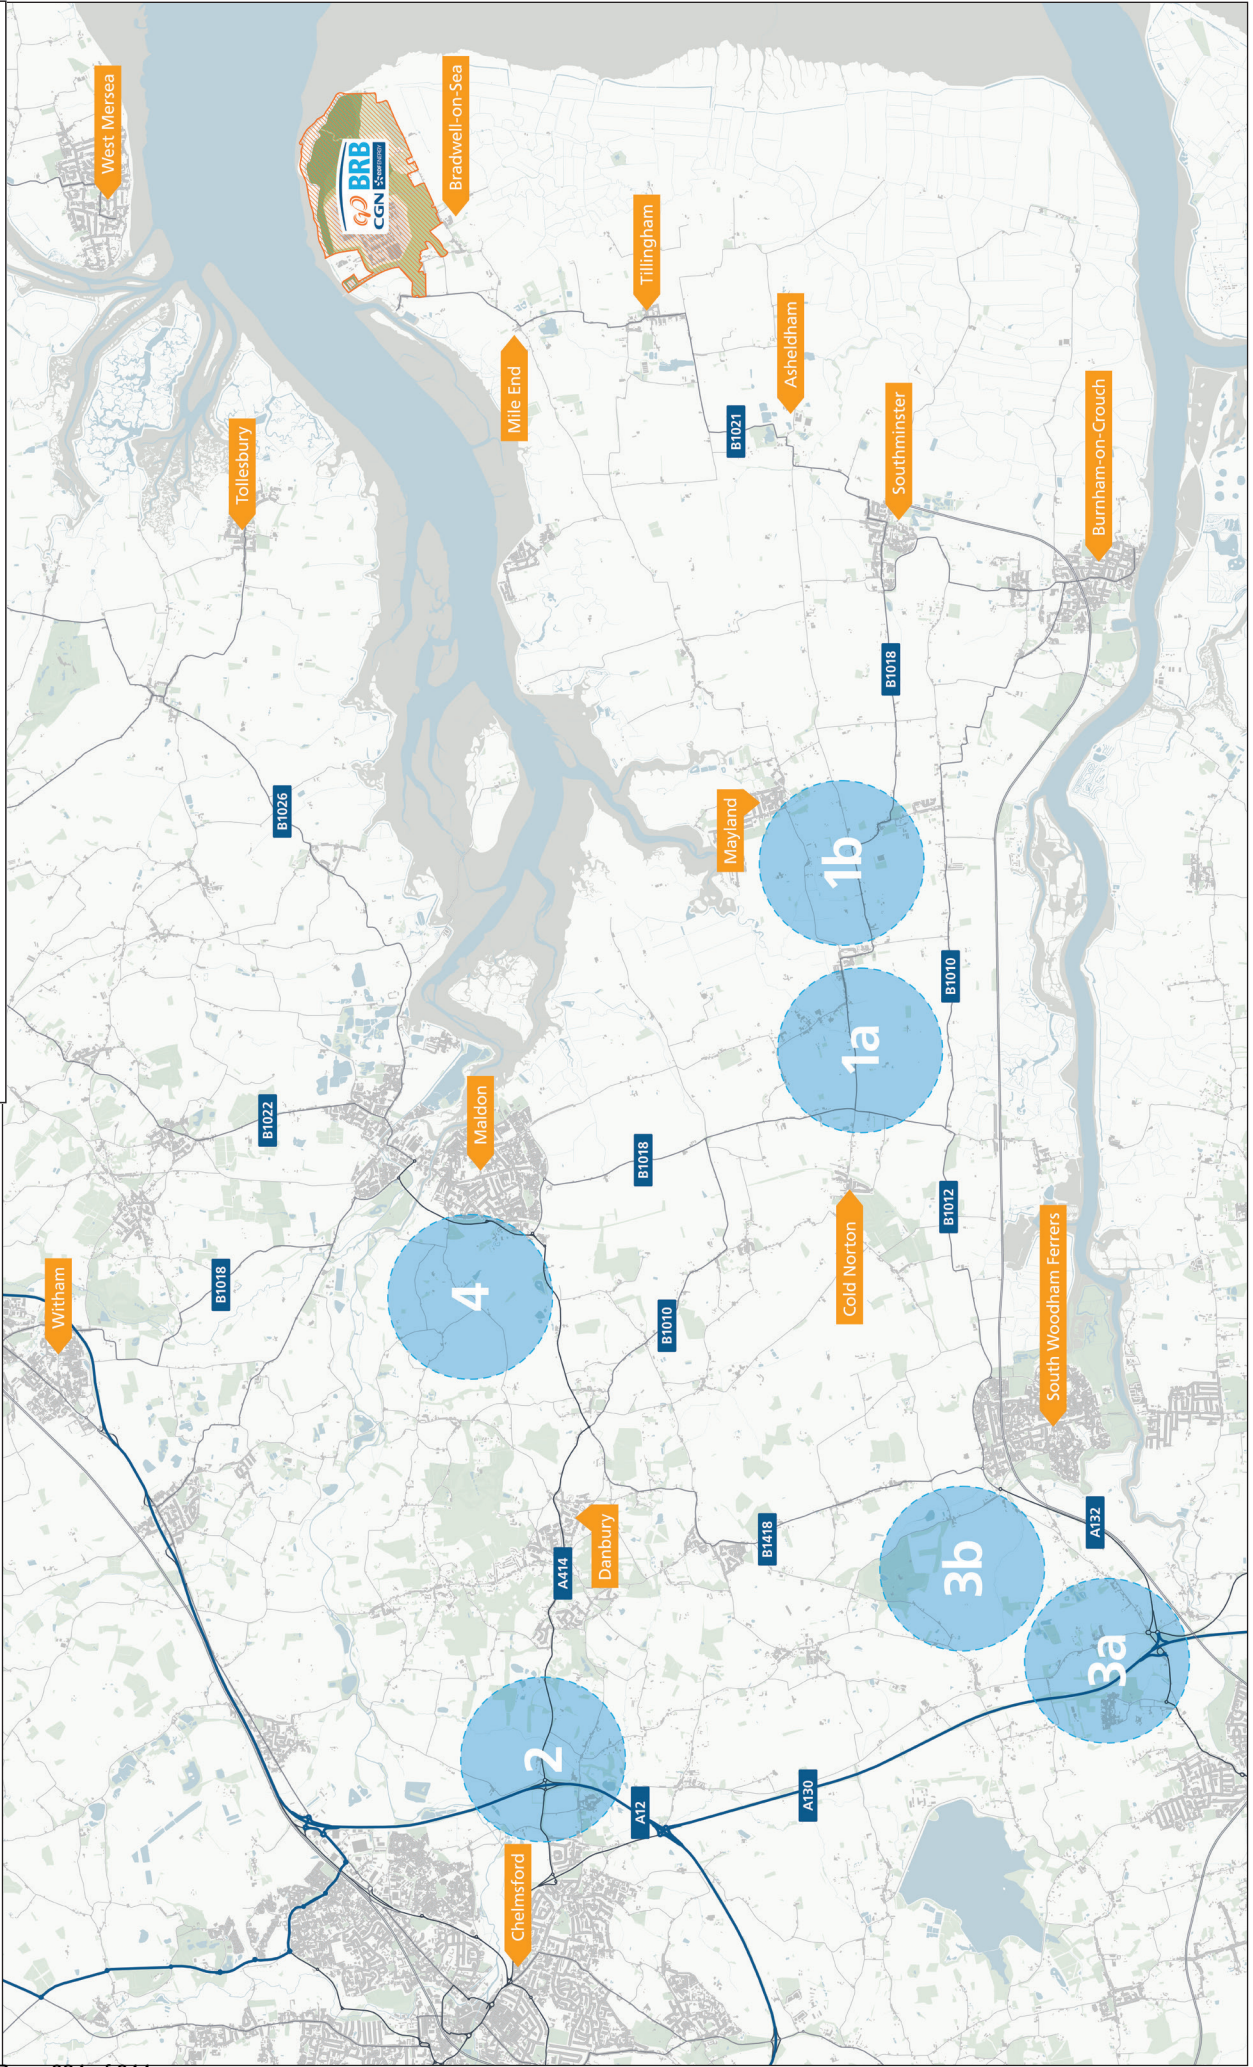 Witham
West Mersea
B1018
Tollesbury
B1022
B1026
BRB
CGN
Bradwell-on-Sea
4
Maldon
Mile End
Chelmsford
2
A414
Danbury
A12
B1018
Tillingham
B1010
Mayland
B1021
B1418
Asheldham
A130
1b
Cold Norton
1a
B1018
Southminster
B1012
B1010
3b
South Woodham Ferrers
A132
Burnham-on-Crouch
3a